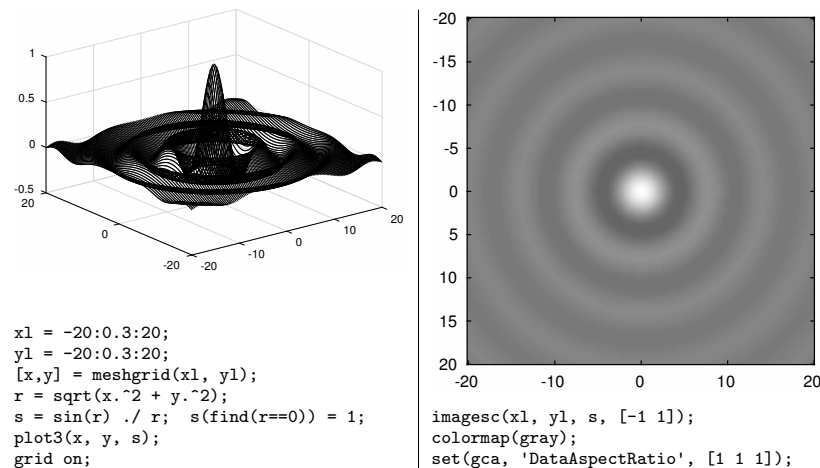 1
0.5
0
-0.5
20
0
-20
-20
-10
0
10
20
xl = -20:0.3:20;
yl = -20:0.3:20;
[x,y] = meshgrid(xl, yl);
r = sqrt(x.^2 + y.^2);
s = sin(r) ./ r;  s(find(r==0)) = 1;
plot3(x, y, s);
grid on;
-20
-15
-10
-5
0
5
10
15
20
-20
-10
0
10
20
imagesc(xl, yl, s, [-1 1]);
colormap(gray);
set(gca, 'DataAspectRatio', [1 1 1]);